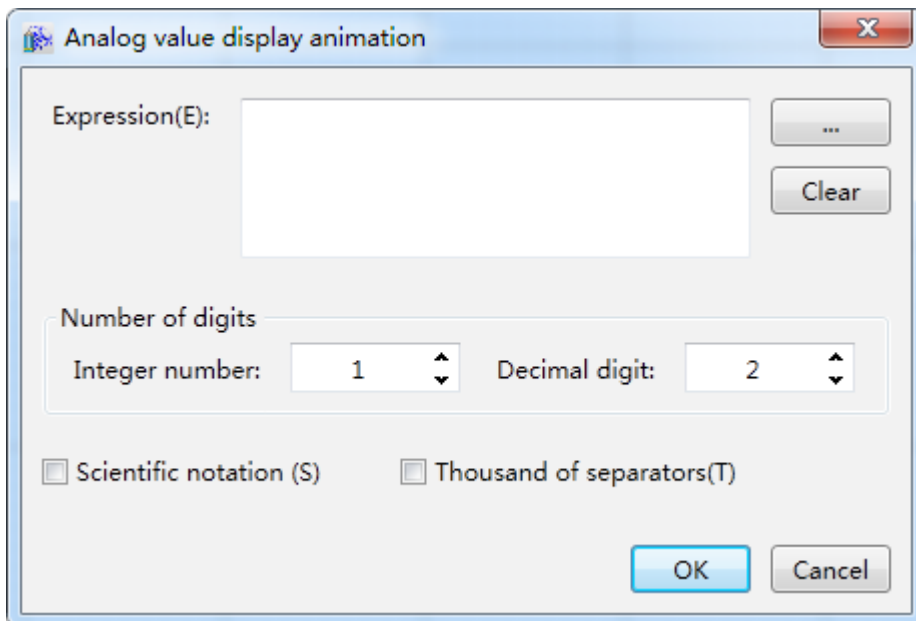 Analog value display animation
Expression(E):
...
Clear
Number of digits
Integer number: 1 Decimal digit: 2
Scientific notation (S) Thousand of separators(T)
OK Cancel